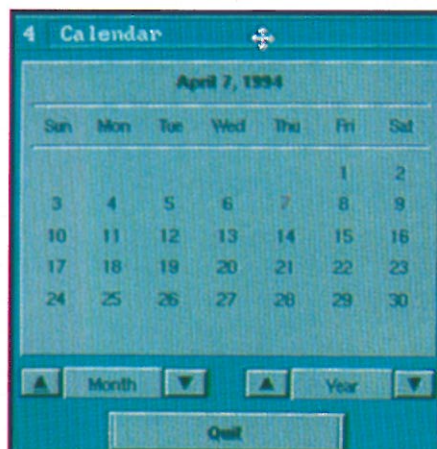 4 Calendar
April 7, 1994
Sun Mon Tue Wed Thu Fri Sat
1 2
3 4 5 6 7 8 9
10 11 12 13 14 15 16
17 18 19 20 21 22 23
24 25 26 27 28 29 30
Month Year
Quit